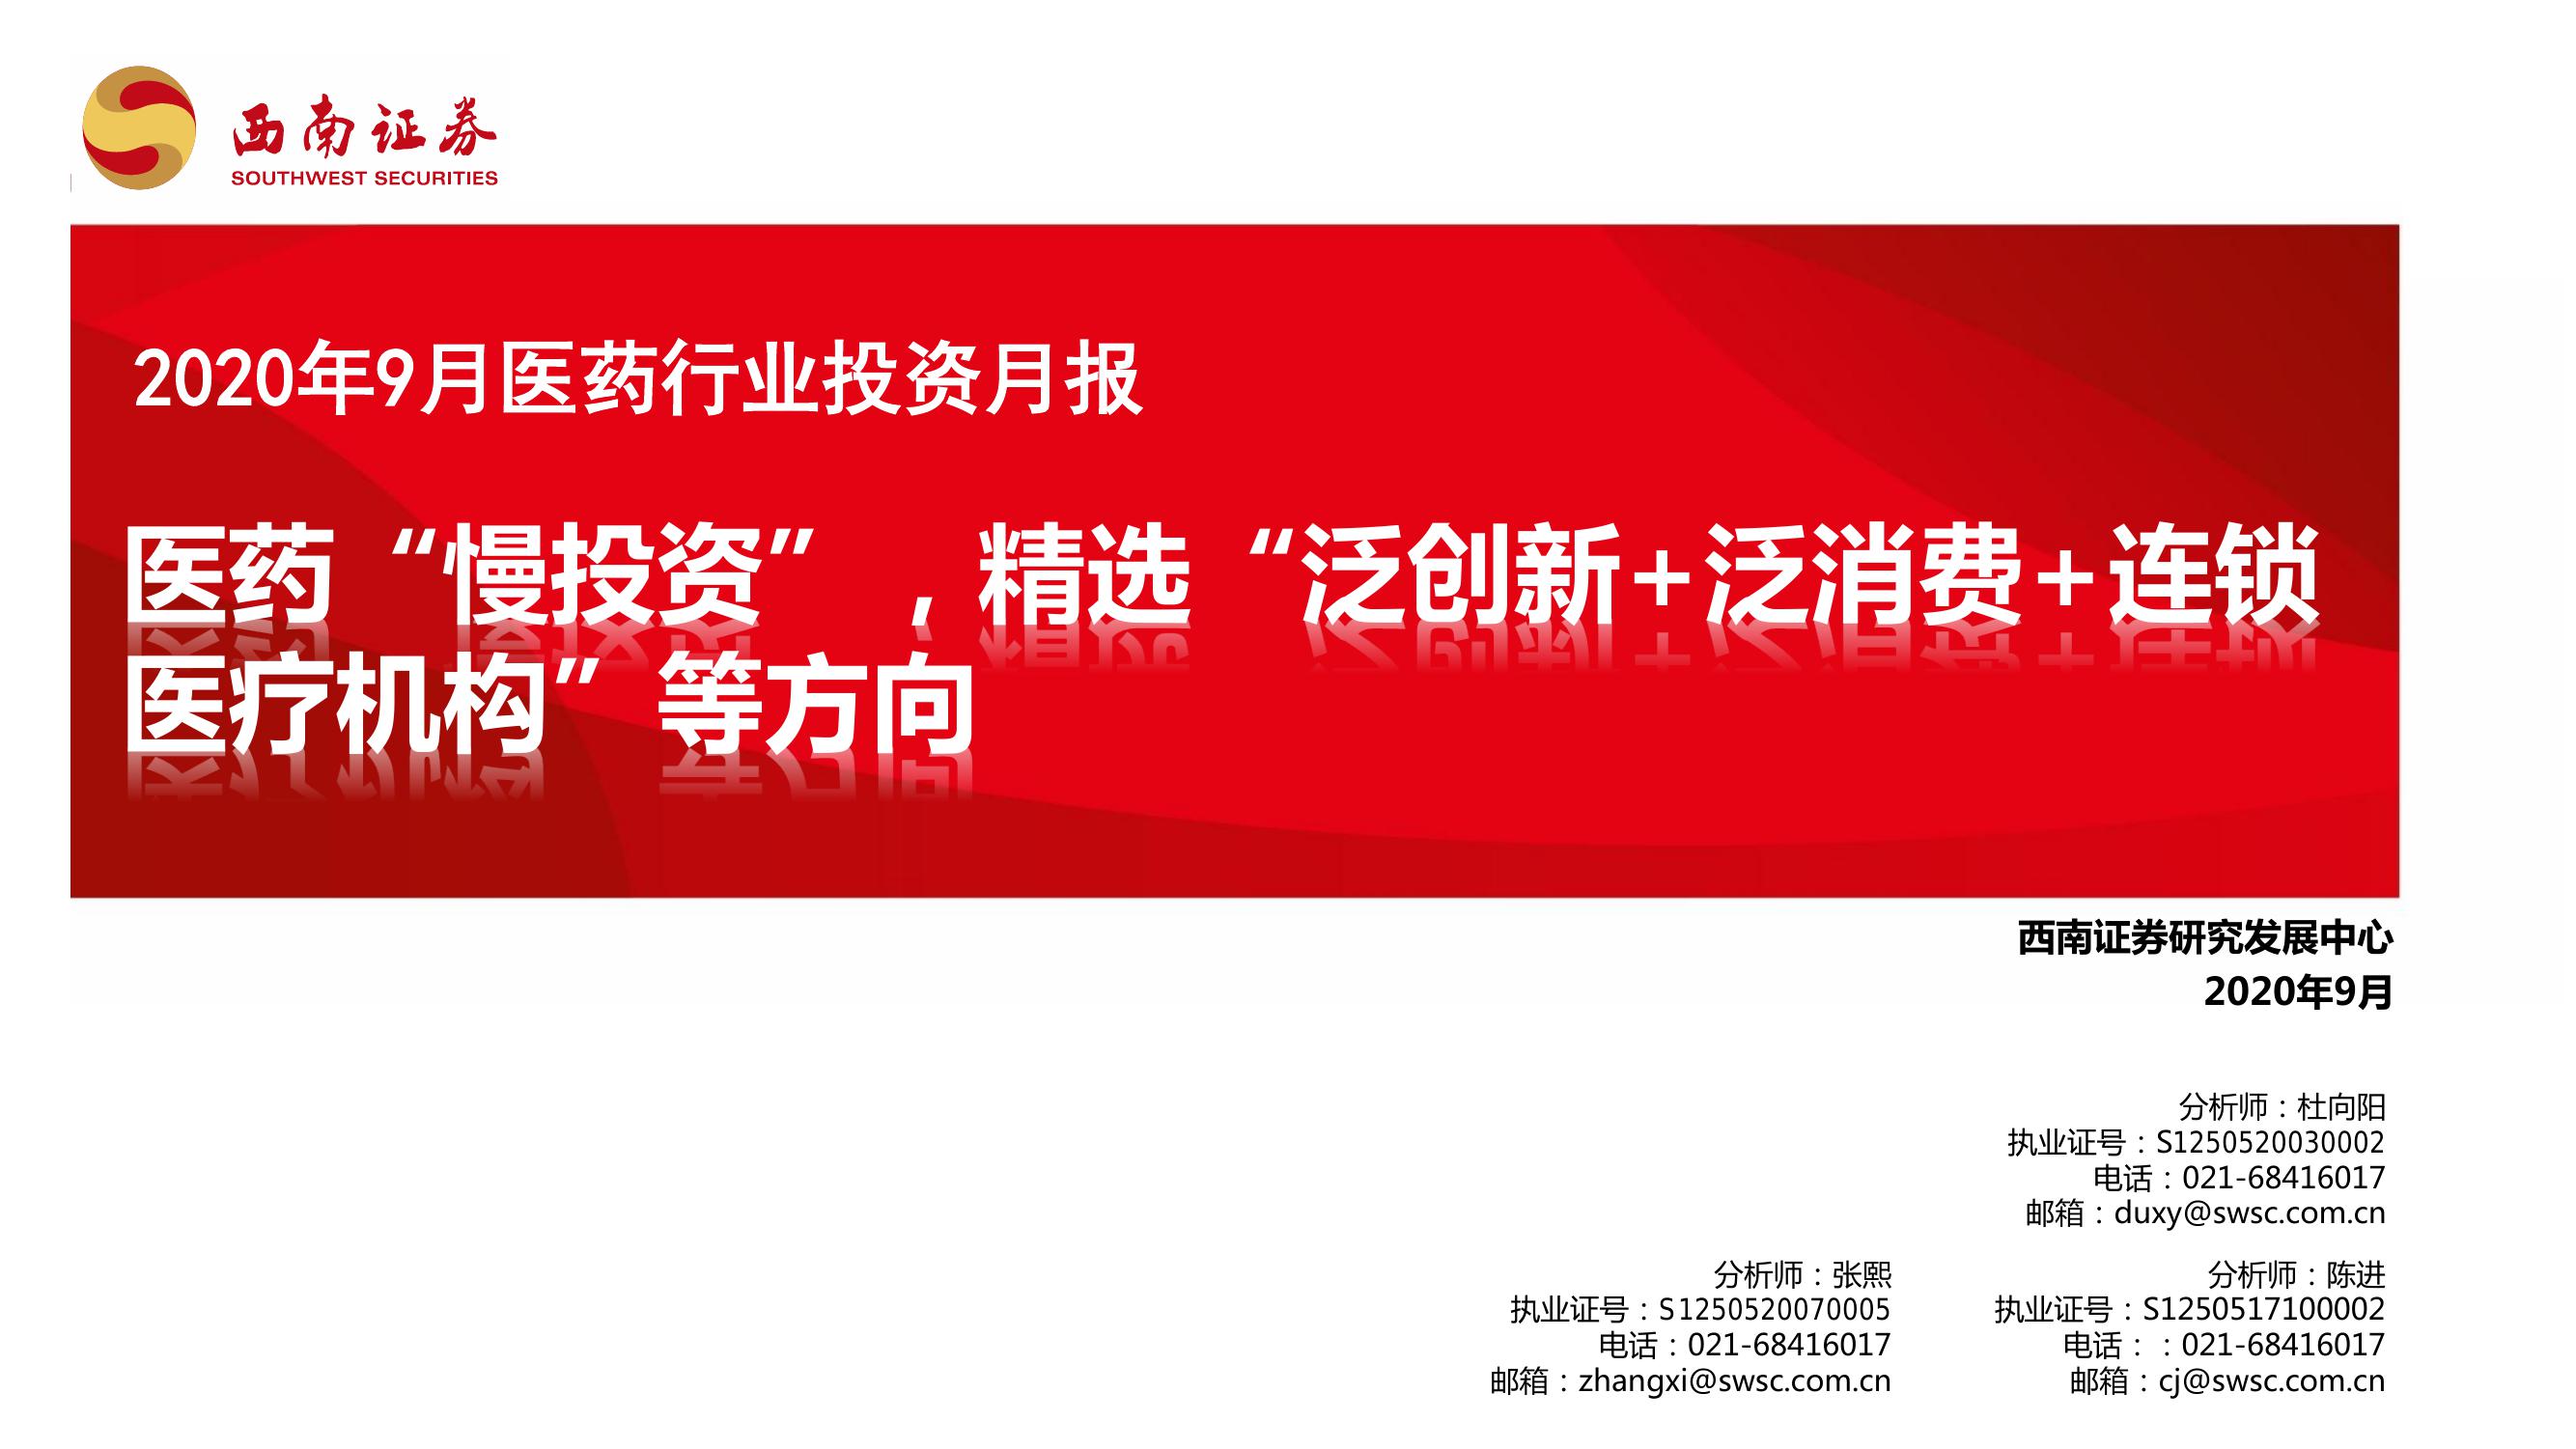 西南证券
SOUTHWEST SECURITIES
2020年9月医药行业投资月报
医药“慢投资”,精选“泛创新+泛消费+连锁
医疗机构”等方向
西南证券研究发展中心
2020年9月
分析师:杜向阳
执业证号:S1250520030002
电话:021-68416017
邮箱:duxy@swsc.com.cn
分析师:张熙
执业证号:S1250520070005
电话:021-68416017
邮箱:zhangxi@swsc.com.cn
分析师:陈进
执业证号:S1250517100002
电话: :021-68416017
邮箱:cj@swsc.com.cn